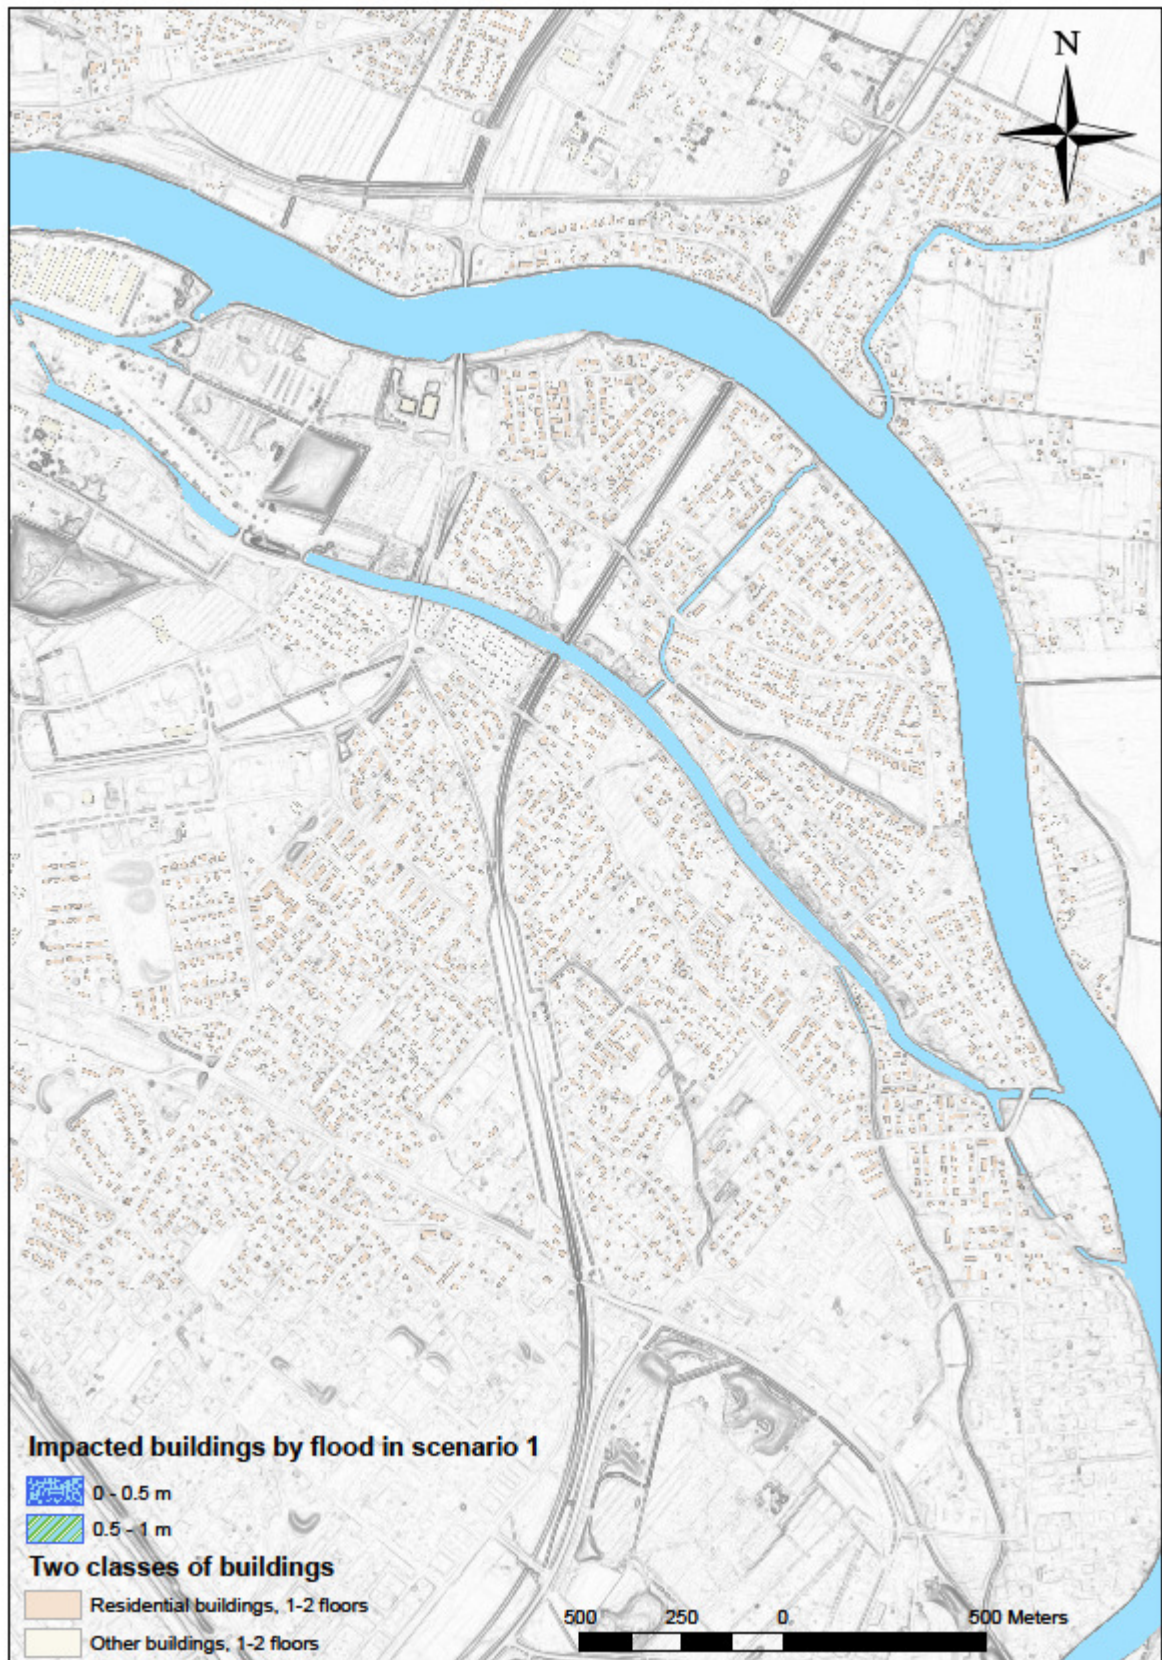 N
Impacted buildings by flood in scenario 1
0 - 0.5 m
0.5 - 1 m
Two classes of buildings
Residential buildings, 1-2 floors
Other buildings, 1-2 floors
500 250 0 500 Meters